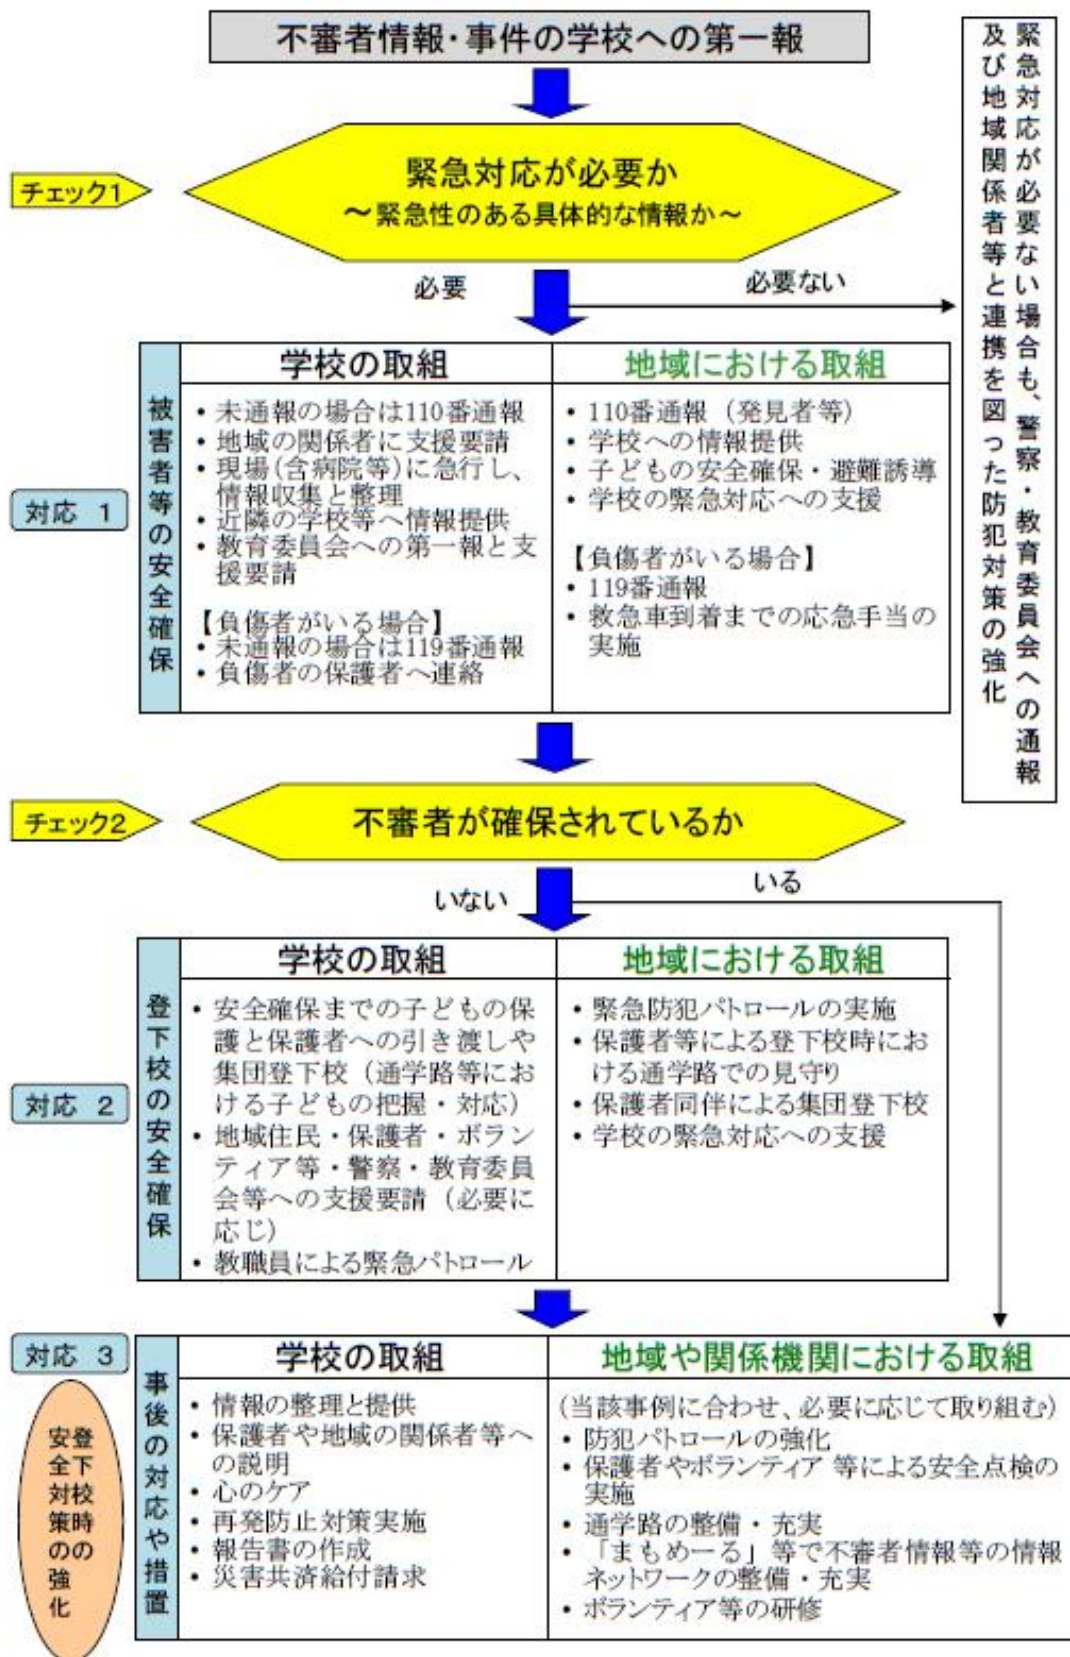 不審者情報・事件の学校への第一報
緊急対応が必要ない場合も、警察・教育委員会への通報
及び地域関係者等と連携を図った防犯対策の強化
チェック1
緊急対応が必要か
～緊急性のある具体的な情報か～
必要
必要ない
対応 1
被害者等の安全確保
学校の取組
・未通報の場合は110番通報
・地域の関係者に支援要請
・現場(含病院等)に急行し、
情報収集と整理
・近隣の学校等へ情報提供
・教育委員会への第一報と支
援要請
【負傷者がいる場合】
・未通報の場合は119番通報
・負傷者の保護者へ連絡
地域における取組
・110番通報（発見者等）
・学校への情報提供
・子どもの安全確保・避難誘導
・学校の緊急対応への支援
【負傷者がいる場合】
・119番通報
・救急車到着までの応急手当の
実施
チェック2
不審者が確保されているか
いない
いる
対応 2
登下校の安全確保
学校の取組
・安全確保までの子どもの保
護と保護者への引き渡しや
集団登下校（通学路等にお
ける子どもの把握・対応）
・地域住民・保護者・ボラン
ティア等・警察・教育委員
会等への支援要請（必要に
応じ）
・教職員による緊急パトロール
地域における取組
・緊急防犯パトロールの実施
・保護者等による登下校時にお
ける通学路での見守り
・保護者同伴による集団登下校
・学校の緊急対応への支援
対応 3
登下校時の
安全対策の強化
事後の対応や措置
学校の取組
・情報の整理と提供
・保護者や地域の関係者等へ
の説明
・心のケア
・再発防止対策実施
・報告書の作成
・災害共済給付請求
地域や関係機関における取組
(当該事例に合わせ、必要に応じて取り組む)
・防犯パトロールの強化
・保護者やボランティア 等による安全点検の
実施
・通学路の整備・充実
・「まもめーる」等で不審者情報等の情報
ネットワークの整備・充実
・ボランティア等の研修